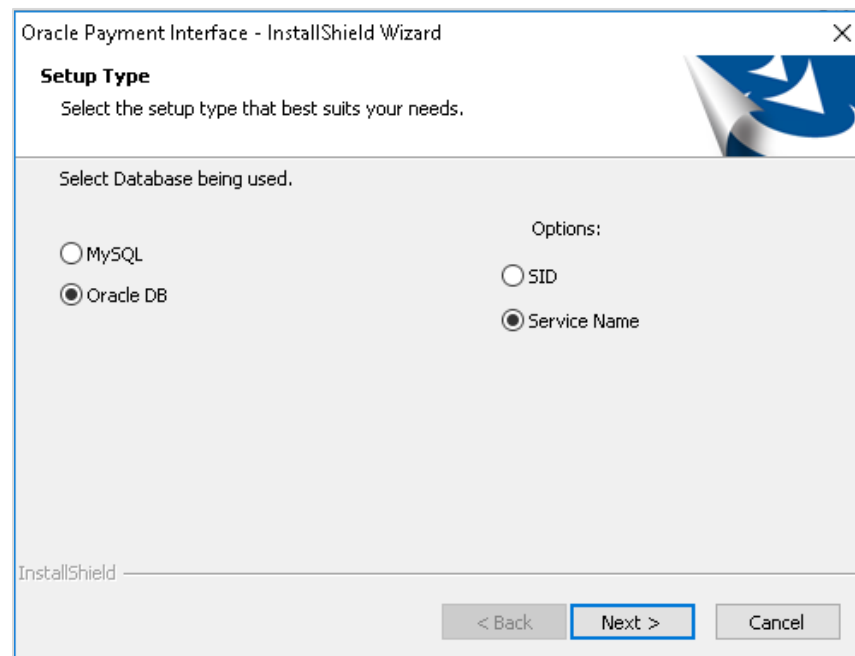 Oracle Payment Interface - InstallShield Wizard
Setup Type
Select the setup type that best suits your needs.
Select Database being used.
Options:
MySQL
SID
Oracle DB
Service Name
InstallShield
< Back
Next >
Cancel